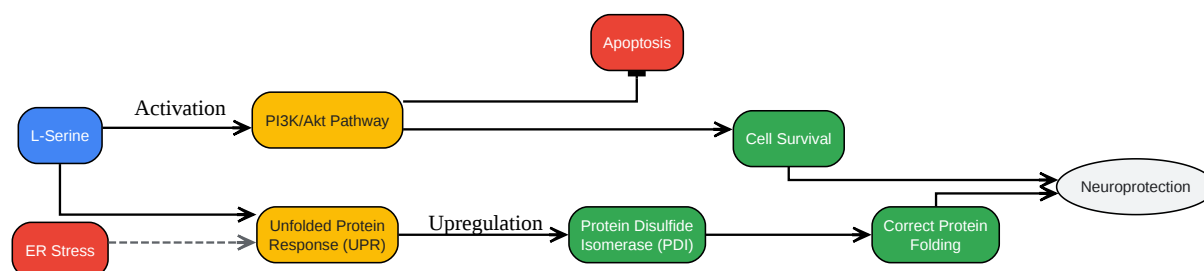 Apoptosis
Activation
PI3K/Akt Pathway
L-Serine
Cell Survival
Neuroprotection
Unfolded Protein
Response (UPR)
Upregulation
Protein Disulfide
Isomerase (PDI)
Correct Protein
Folding
ER Stress